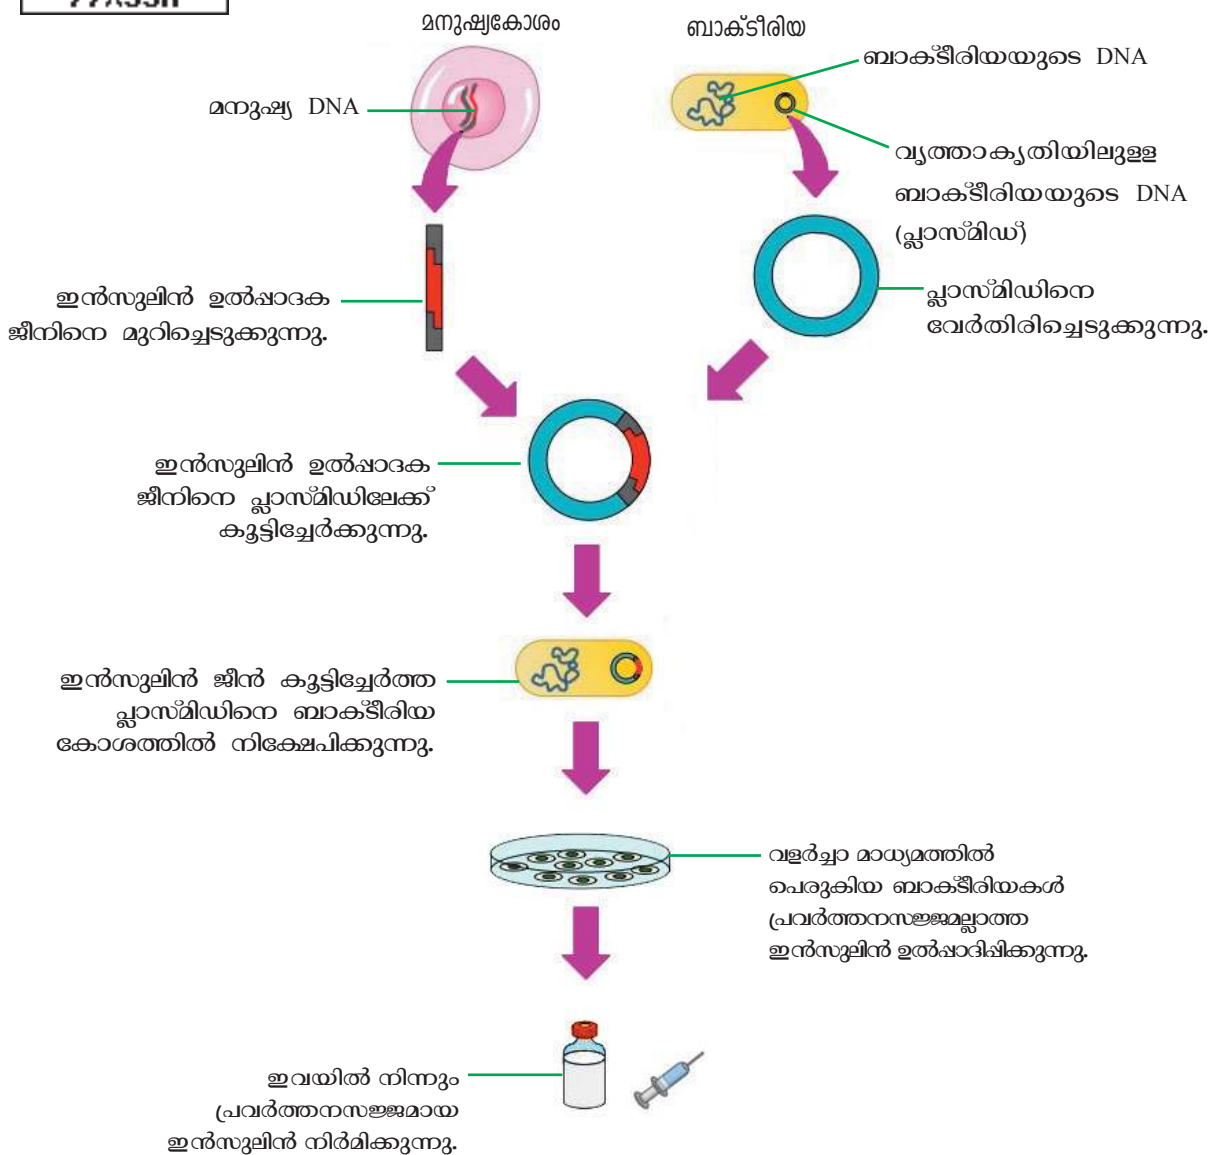 മനുഷ്യകോശം
ബാക്ടീരിയ
ബാക്ടീരിയയുടെ DNA
മനുഷ്യ DNA
വൃത്താകൃതിയിലുള്ള
ബാക്ടീരിയയുടെ DNA
(പ്ലാസ്മിഡ്)
ഇൻസുലിൻ ഉൽപ്പാദക
ജീനിനെ മുറിച്ചെടുക്കുന്നു.
പ്ലാസ്മിഡിനെ
വേർതിരിച്ചെടുക്കുന്നു.
ഇൻസുലിൻ ഉൽപ്പാദക
ജീനിനെ പ്ലാസ്മിഡിലേക്ക്
കൂട്ടിച്ചേർക്കുന്നു.
ഇൻസുലിൻ ജീൻ കൂട്ടിച്ചേർത്ത
പ്ലാസ്മിഡിനെ ബാക്ടീരിയ
കോശത്തിൽ നിക്ഷേപിക്കുന്നു.
വളർച്ചാ മാധ്യമത്തിൽ
പെരുകിയ ബാക്ടീരിയകൾ
പ്രവർത്തനസജ്ജമല്ലാത്ത
ഇൻസുലിൻ ഉൽപ്പാദിപ്പിക്കുന്നു.
ഇവയിൽ നിന്നും
പ്രവർത്തനസജ്ജമായ
ഇൻസുലിൻ നിർമിക്കുന്നു.